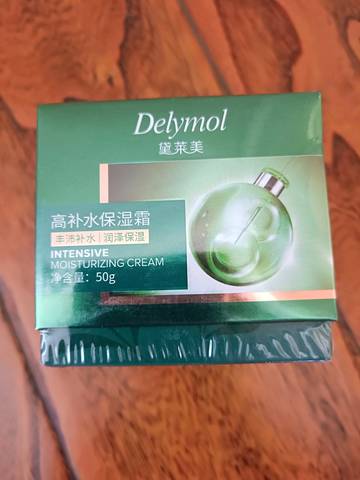 Delymol
黛莱美
高补水保湿霜
丰沛补水 | 润泽保湿
INTENSIVE
MOISTURIZING CREAM
净含量：50g